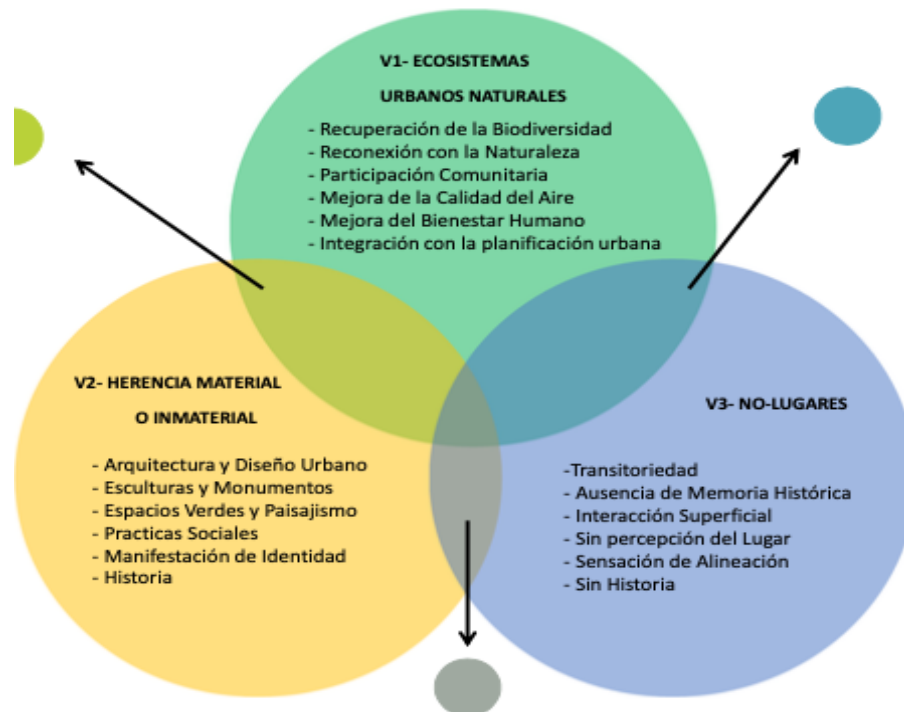 V1- ECOSISTEMAS
URBANOS NATURALES
- Recuperación de la Biodiversidad
- Reconexión con la Naturaleza
- Participación Comunitaria
- Mejora de la Calidad del Aire
- Mejora del Bienestar Humano
- Integración con la planificación urbana
V2- HERENCIA MATERIAL
O INMATERIAL
- Arquitectura y Diseño Urbano
- Esculturas y Monumentos
- Espacios Verdes y Paisajismo
- Practicas Sociales
- Manifestación de Identidad
- Historia
V3- NO-LUGARES
-Transitoriedad
- Ausencia de Memoria Histórica
- Interacción Superficial
- Sin percepción del Lugar
- Sensación de Alineación
- Sin Historia